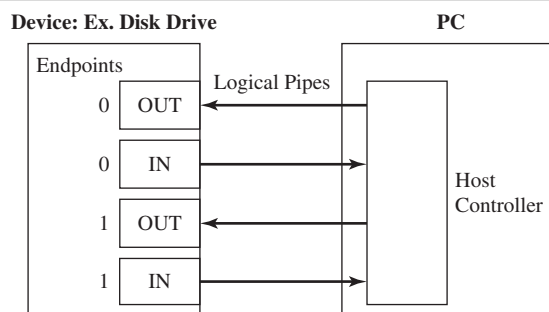 Device: Ex. Disk Drive
PC
Endpoints
Logical Pipes
0 OUT
0 IN
1 OUT
1 IN
Host
Controller